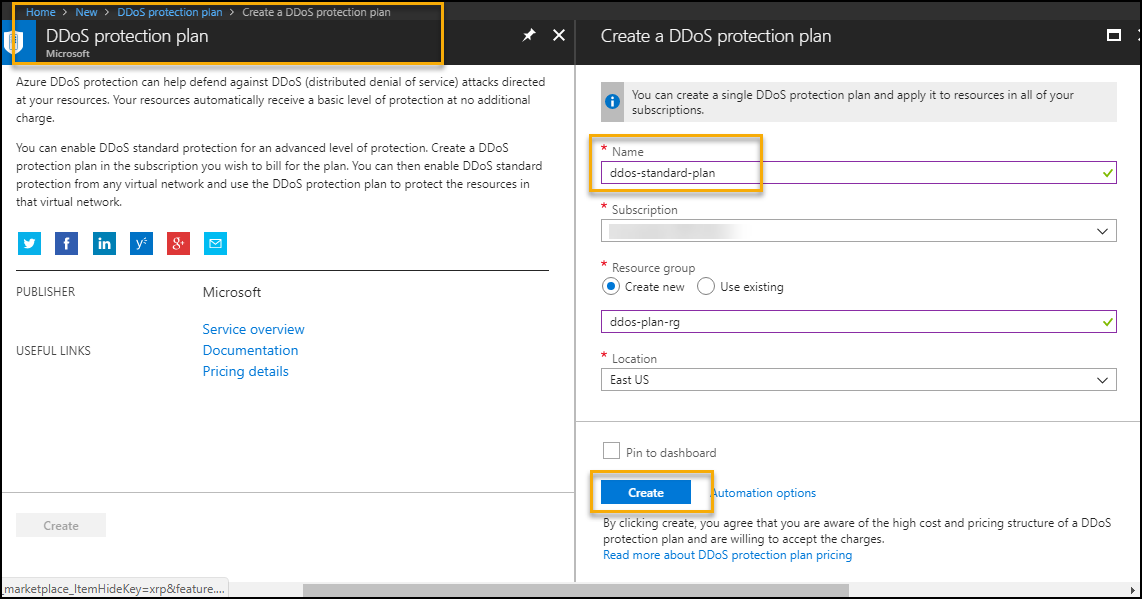 Home > New > DDoS protection plan > Create a DDoS protection plan
DDoS protection plan
Microsoft
Azure DDoS protection can help defend against DDoS (distributed denial of service) attacks directed
at your resources. Your resources automatically receive a basic level of protection at no additional
charge.
You can enable DDoS standard protection for an advanced level of protection. Create a DDoS
protection plan in the subscription you wish to bill for the plan. You can then enable DDoS standard
protection from any virtual network and use the DDoS protection plan to protect the resources in
that virtual network.
PUBLISHER
Microsoft
USEFUL LINKS
Service overview
Documentation
Pricing details
Create
_marketplace_ItemHideKey=xrp&feature....
Create a DDoS protection plan
You can create a single DDoS protection plan and apply it to resources in all of your
subscriptions.
* Name
ddos-standard-plan
* Subscription
* Resource group
Create new
Use existing
ddos-plan-rg
* Location
East US
Pin to dashboard
Create
Automation options
By clicking create, you agree that you are aware of the high cost and pricing structure of a DDoS
protection plan and are willing to accept the charges.
Read more about DDoS protection plan pricing